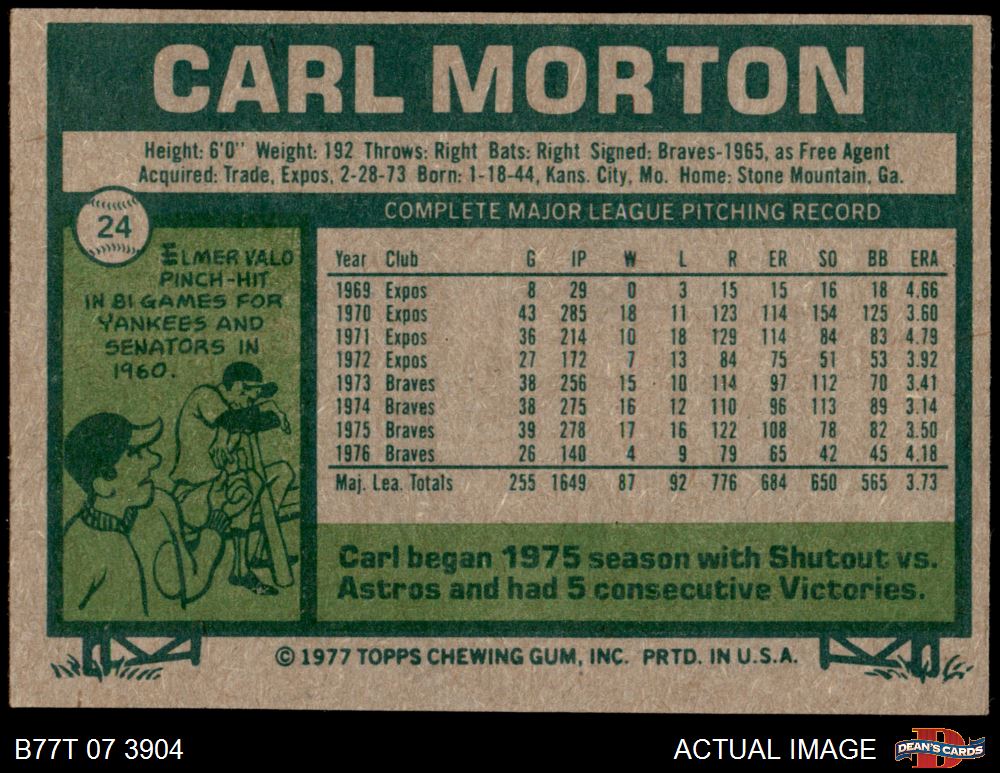 CARL MORTON
Height: 6'0" Weight: 192 Throws: Right Bats: Right Signed: Braves-1965, as Free Agent
Acquired: Trade, Expos, 2-28-73 Born: 1-18-44, Kans. City, Mo. Home: Stone Mountain, Ga.
24
COMPLETE MAJOR LEAGUE PITCHING RECORD
ELMER VALO
PINCH-HIT
IN 81 GAMES FOR
YANKEES AND
SENATORS IN
1960.
Year Club G IP W L R ER SO BB ERA
1969 Expos 8 29 0 3 15 15 16 18 4.66
1970 Expos 43 285 18 11 123 114 154 125 3.60
1971 Expos 36 214 10 18 129 114 84 83 4.79
1972 Expos 27 172 7 13 84 75 51 53 3.92
1973 Braves 38 256 15 10 114 97 112 70 3.41
1974 Braves 38 275 16 12 110 96 113 89 3.14
1975 Braves 39 278 17 16 122 108 78 82 3.50
1976 Braves 26 140 4 9 79 65 42 45 4.18
Maj. Lea. Totals 255 1649 87 92 776 684 650 565 3.73
Carl began 1975 season with Shutout vs.
Astros and had 5 consecutive Victories.
© 1977 TOPPS CHEWING GUM, INC. PRTD. IN U.S.A.
B77T 07 3904
ACTUAL IMAGE
DEAN'S CARDS